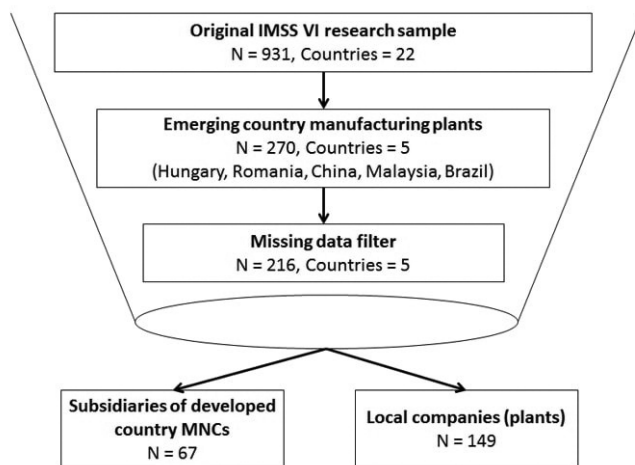 Original IMSS VI research sample
N = 931, Countries = 22
Emerging country manufacturing plants
N = 270, Countries = 5
(Hungary, Romania, China, Malaysia, Brazil)
Missing data filter
N = 216, Countries = 5
Subsidiaries of developed
country MNCs
N = 67
Local companies (plants)
N = 149